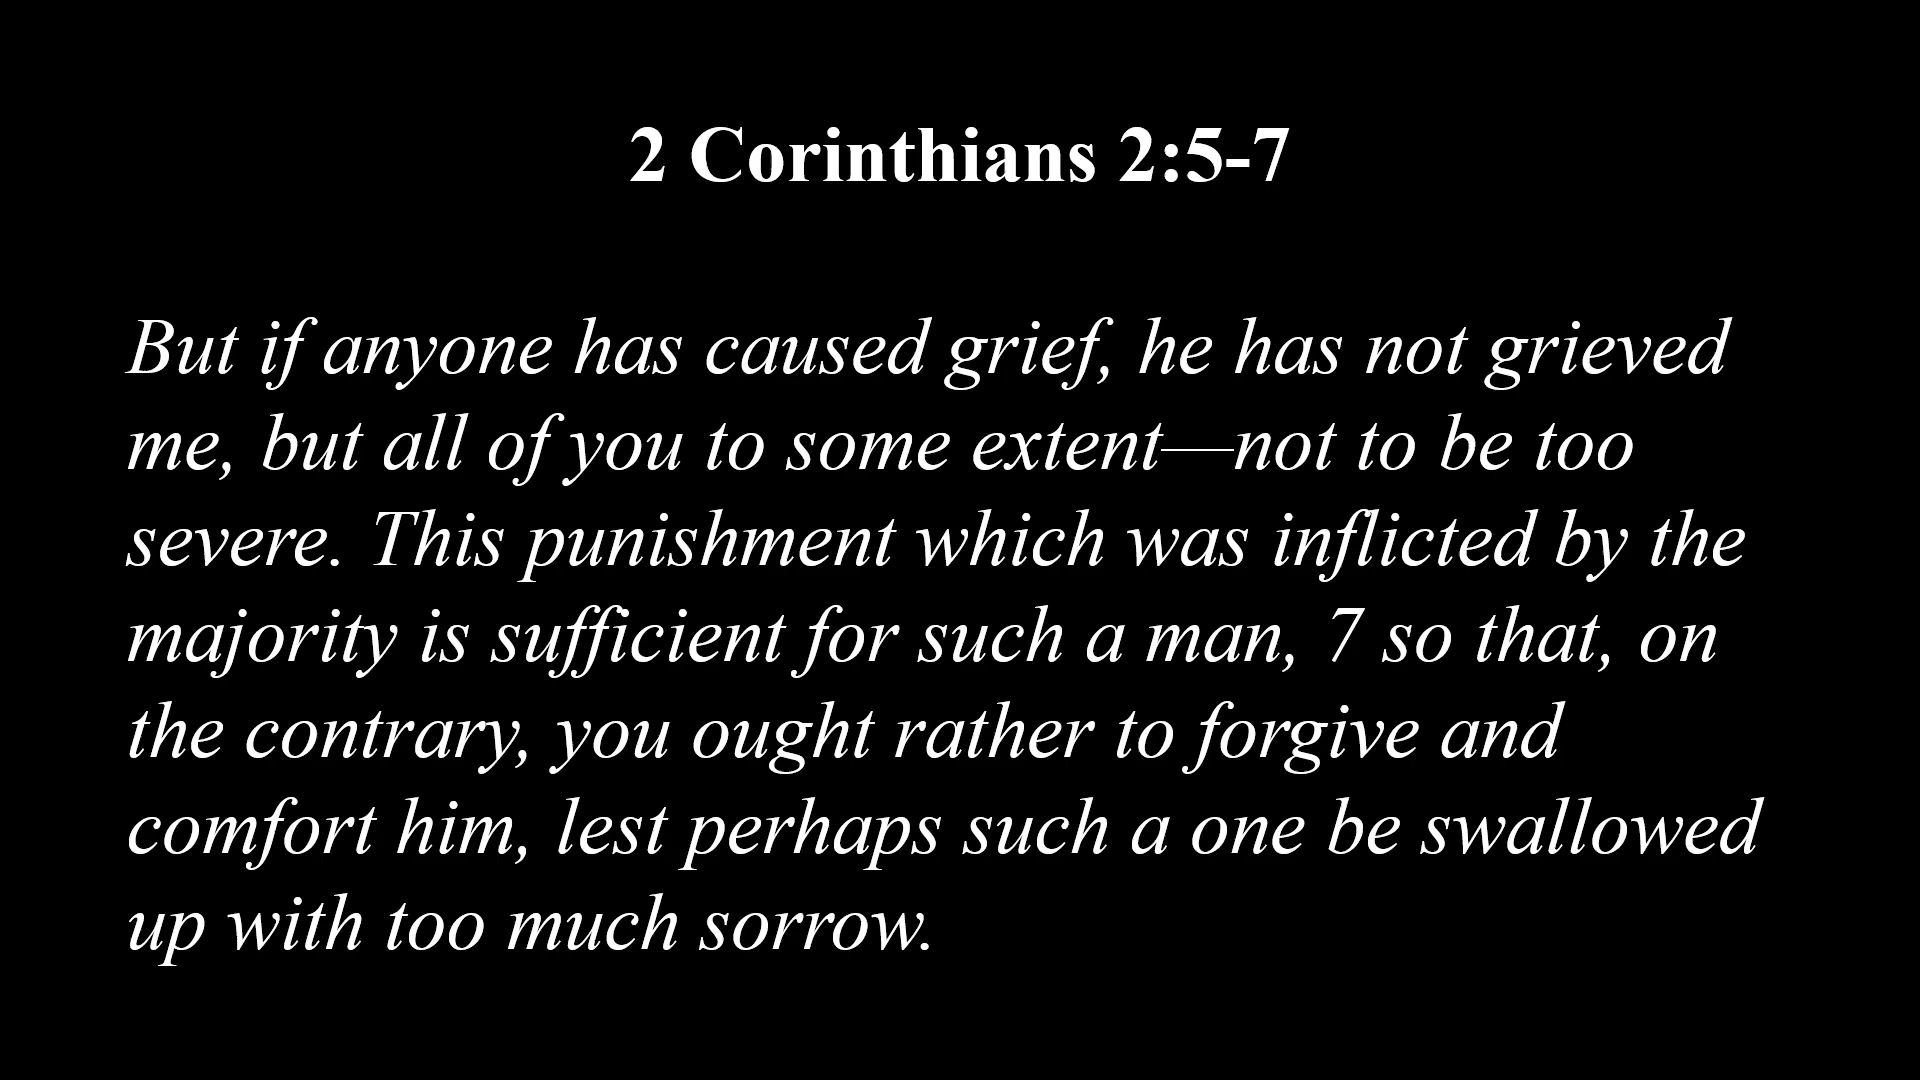 2 Corinthians 2:5-7
But if anyone has caused grief, he has not grieved
me, but all of you to some extent—not to be too
severe. This punishment which was inflicted by the
majority is sufficient for such a man, 7 so that, on
the contrary, you ought rather to forgive and
comfort him, lest perhaps such a one be swallowed
up with too much sorrow.